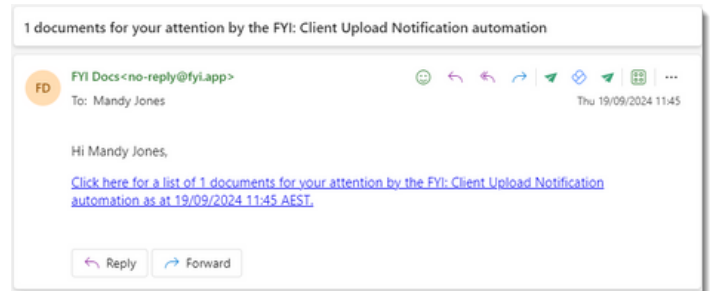 1 documents for your attention by the FYI: Client Upload Notification automation
FD
FYI Docs<no-reply@fyi.app>
To: Mandy Jones
Thu 19/09/2024 11:45
Hi Mandy Jones,
Click here for a list of 1 documents for your attention by the FYI: Client Upload Notification
automation as at 19/09/2024 11:45 AEST.
Reply
Forward